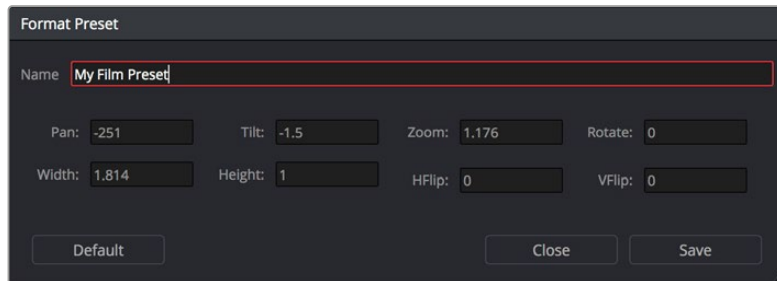 Format Preset
Name My Film Preset
Pan: -251 Tilt: -1.5 Zoom: 1.176 Rotate: 0
Width: 1.814 Height: 1 HFlip: 0 VFlip: 0
Default Close Save